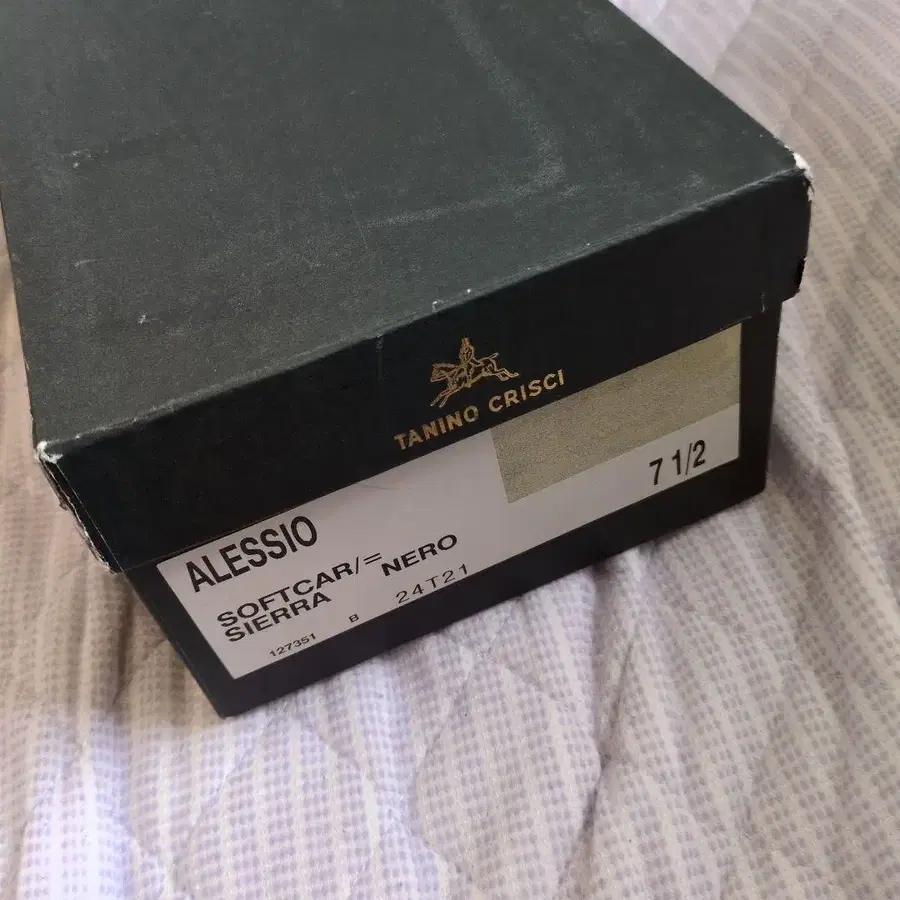 TANINO CRISCI
ALESSIO
7 1/2
SOFTCAR/=
SIERRA NERO
127351 B 24T21